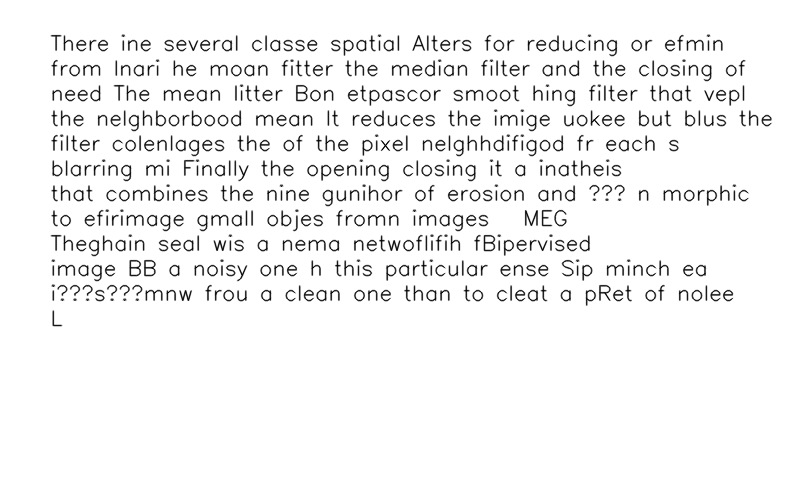 There ine several classe spatial Alters for reducing or efmin
from Inari he moan fitter the median filter and the closing of
need The mean litter Bon etpascor smoot hing filter that vepl
the nelghborbood mean It reduces the imige uokee but blus the
filter colenlages the of the pixel nelghhdifigod fr each s
blarring mi Finally the opening closing it a inatheis
that combines the nine gunihor of erosion and ??? n morphic
to efirimage gmall objes fromn images MEG
Theghain seal wis a nema netwoflifih fBipervised
image BB a noisy one h this particular ense Sip minch ea
i???s???mnw frou a clean one than to cleat a pRet of nolee
L